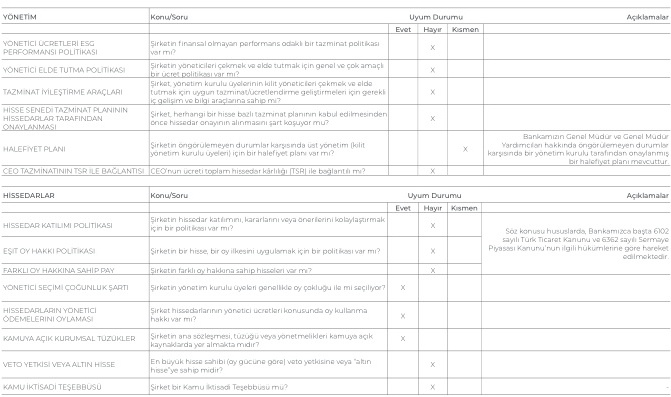 YÖNETİM Konu/Soru Uyum Durumu Açıklamalar
Evet Hayır Kısmen
YÖNETİCİ ÜCRETLERİ ESG
PERFORMANSI POLİTİKASI
Şirketin finansal olmayan performans odaklı bir tazminat politikası
var mı?
X
YÖNETİCİ ELDE TUTMA POLİTİKASI
Şirketin yöneticileri çekmek ve elde tutmak için genel ve çok amaçlı
bir ücret politikası var mı?
X
TAZMİNAT İYİLEŞTİRME ARAÇLARI
Şirket, yönetim kurulu üyelerinin kilit yöneticileri çekmek ve elde
tutmak için uygun tazminat/ücretlendirme geliştirmeleri için gerekli
iç gelişim ve bilgi araçlarına sahip mi?
X
HİSSE SENEDİ TAZMİNAT PLANININ
HİSSEDARLAR TARAFINDAN
ONAYLANMASI
Şirket, herhangi bir hisse bazlı tazminat planının kabul edilmesinden
önce hissedar onayının alınmasını şart koşuyor mu?
X
HALEFİYET PLANI
Şirketin öngörülemeyen durumlar karşısında üst yönetim (kilit
yönetim kurulu üyeleri) için bir halefiyet planı var mı?
X
Bankamızın Genel Müdür ve Genel Müdür
Yardımcıları hakkında öngörülemeyen durumlar
karşısında bir yönetim kurulu tarafından onaylanmış
bir halefiyet planı mevcuttur.
CEO TAZMİNATININ TSR İLE BAĞLANTISI CEO'nun ücreti toplam hissedar kârlılığı (TSR) ile bağlantılı mı? X
HİSSEDARLAR Konu/Soru Uyum Durumu Açıklamalar
Evet Hayır Kısmen
HİSSEDAR KATILIMI POLİTİKASI
Şirketin hissedar katılımını, kararlarını veya önerilerini kolaylaştırmak
için bir politikası var mı?
X
Söz konusu hususlarda, Bankamızca başta 6102
sayılı Türk Ticaret Kanunu ve 6362 sayılı Sermaye
Piyasası Kanunu'nun ilgili hükümlerine göre hareket
edilmektedir.
EŞİT OY HAKKI POLİTİKASI Şirketin bir hisse, bir oy ilkesini uygulamak için bir politikası var mı? X
FARKLI OY HAKKINA SAHİP PAY Şirketin farklı oy hakkına sahip hisseleri var mı? X
YÖNETİCİ SEÇİMİ ÇOĞUNLUK ŞARTI Şirketin yönetim kurulu üyeleri genellikle oy çokluğu ile mi seçiliyor? X
HİSSEDARLARIN YÖNETİCİ
ÖDEMELERİNİ OYLAMASI
Şirket hissedarlarının yönetici ücretleri konusunda oy kullanma
hakkı var mı?
X
KAMUYA AÇIK KURUMSAL TÜZÜKLER
Şirketin ana sözleşmesi, tüzüğü veya yönetmelikleri kamuya açık
kaynaklarda yer almakta mıdır?
X
VETO YETKİSİ VEYA ALTIN HİSSE
En büyük hisse sahibi (oy gücüne göre) veto yetkisine veya "altın
hisse"ye sahip midir?
X
KAMU İKTİSADİ TEŞEBBÜSÜ Şirket bir Kamu İktisadi Teşebbüsü mü? X -